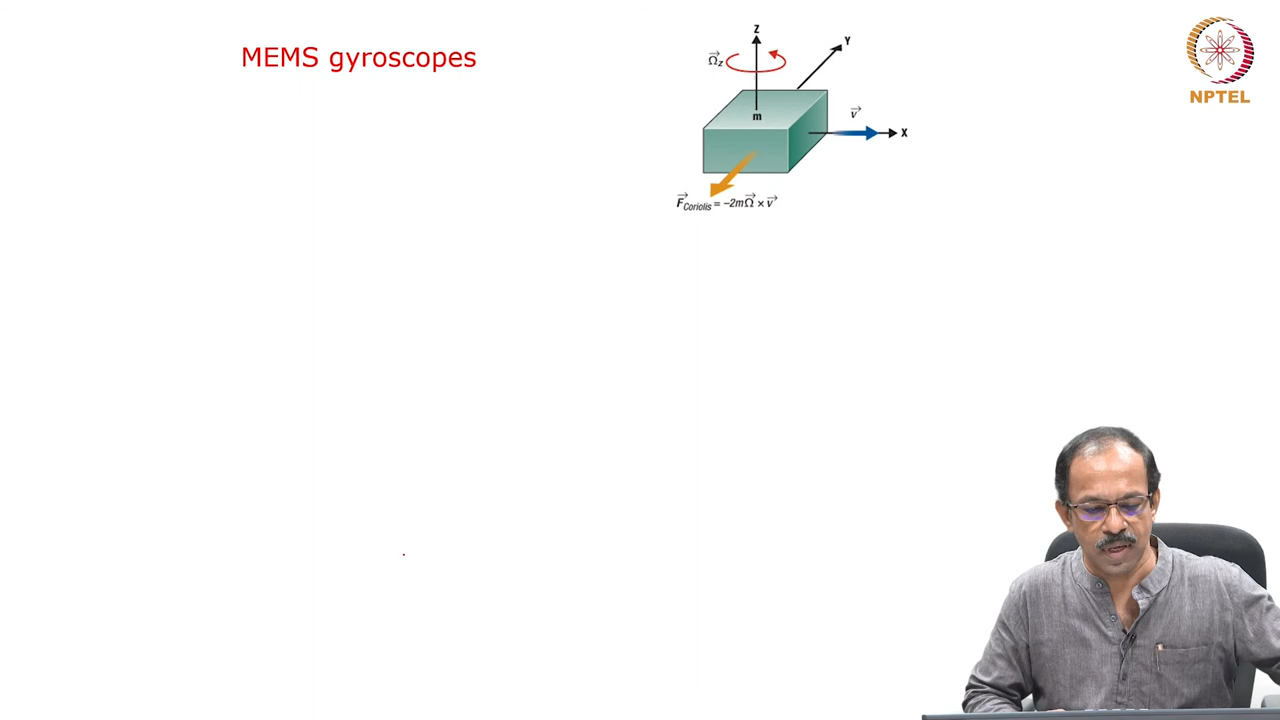 MEMS gyroscopes
Z
Y
Ω⃗z
m
v⃗
X
F⃗Coriolis = −2mΩ⃗ × v⃗
NPTEL